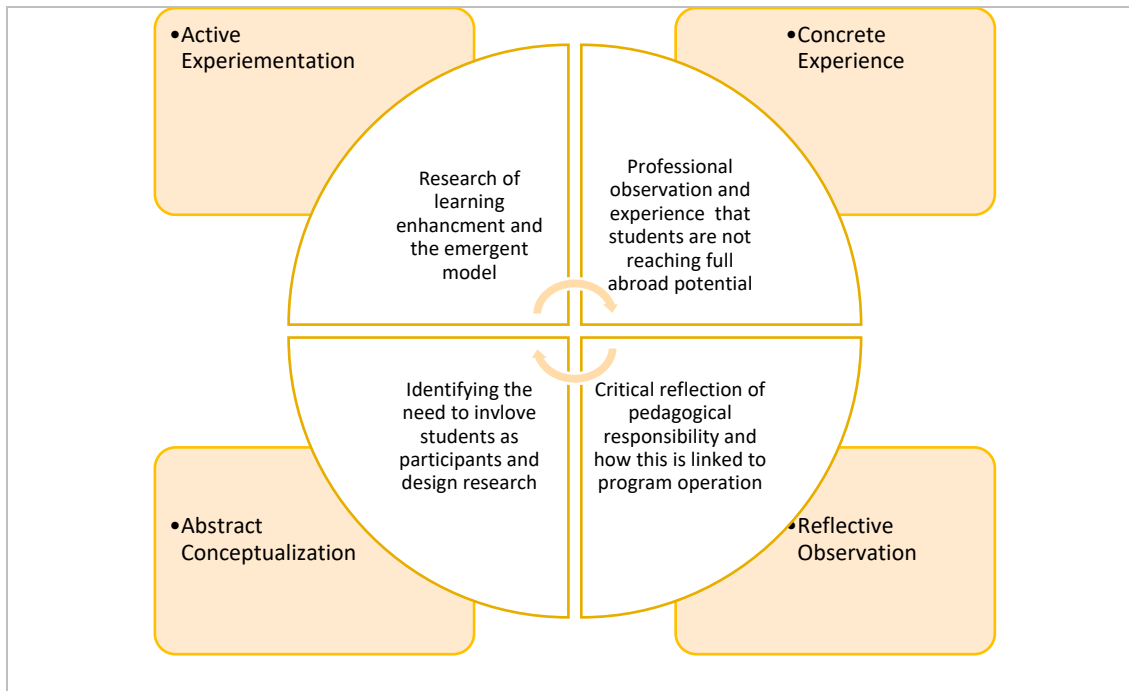 •Active
Experiementation
•Concrete
Experience
Research of
learning
enhancment and
the emergent
model
Professional
observation and
experience that
students are not
reaching full
abroad potential
Identifying the
need to invlove
students as
participants and
design research
Critical reflection of
pedagogical
responsibility and
how this is linked to
program operation
•Abstract
Conceptualization
•Reflective
Observation